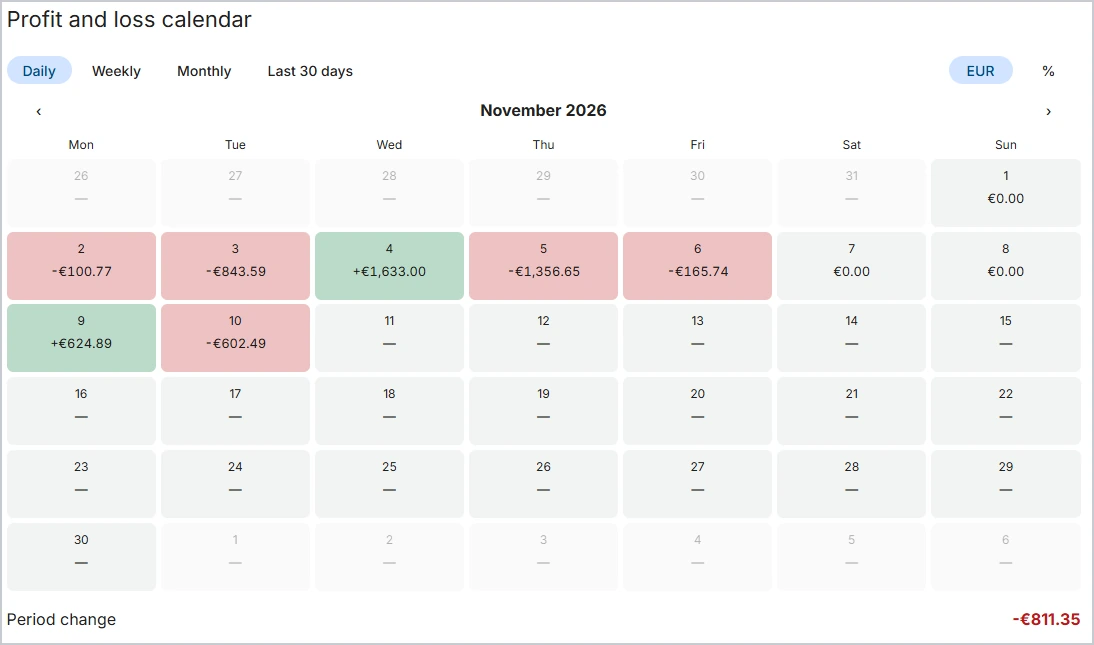 Profit and loss calendar
Daily Weekly Monthly Last 30 days EUR %
‹ November 2026 ›
Mon Tue Wed Thu Fri Sat Sun
26 27 28 29 30 31 1
— — — — — — €0.00
2 3 4 5 6 7 8
-€100.77 -€843.59 +€1,633.00 -€1,356.65 -€165.74 €0.00 €0.00
9 10 11 12 13 14 15
+€624.89 -€602.49 — — — — —
16 17 18 19 20 21 22
— — — — — — —
23 24 25 26 27 28 29
— — — — — — —
30 1 2 3 4 5 6
— — — — — — —
Period change -€811.35